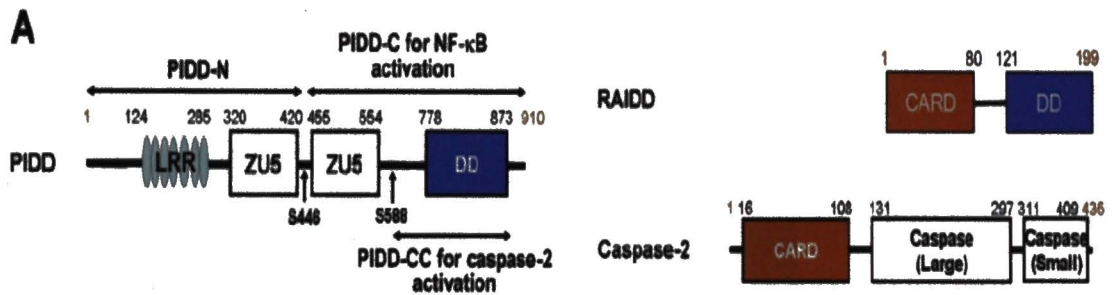 A
PIDD-C for NF-κB
activation
PIDD-N
1 124 285 320 420 455 554 778 873 910
PIDD LRR ZU5 ZU5 DD
S446 S588
PIDD-CC for caspase-2
activation
1 80 121 199
RAIDD CARD DD
1 16 108 131 297 311 409 436
Caspase-2 CARD Caspase (Large) Caspase (Small)